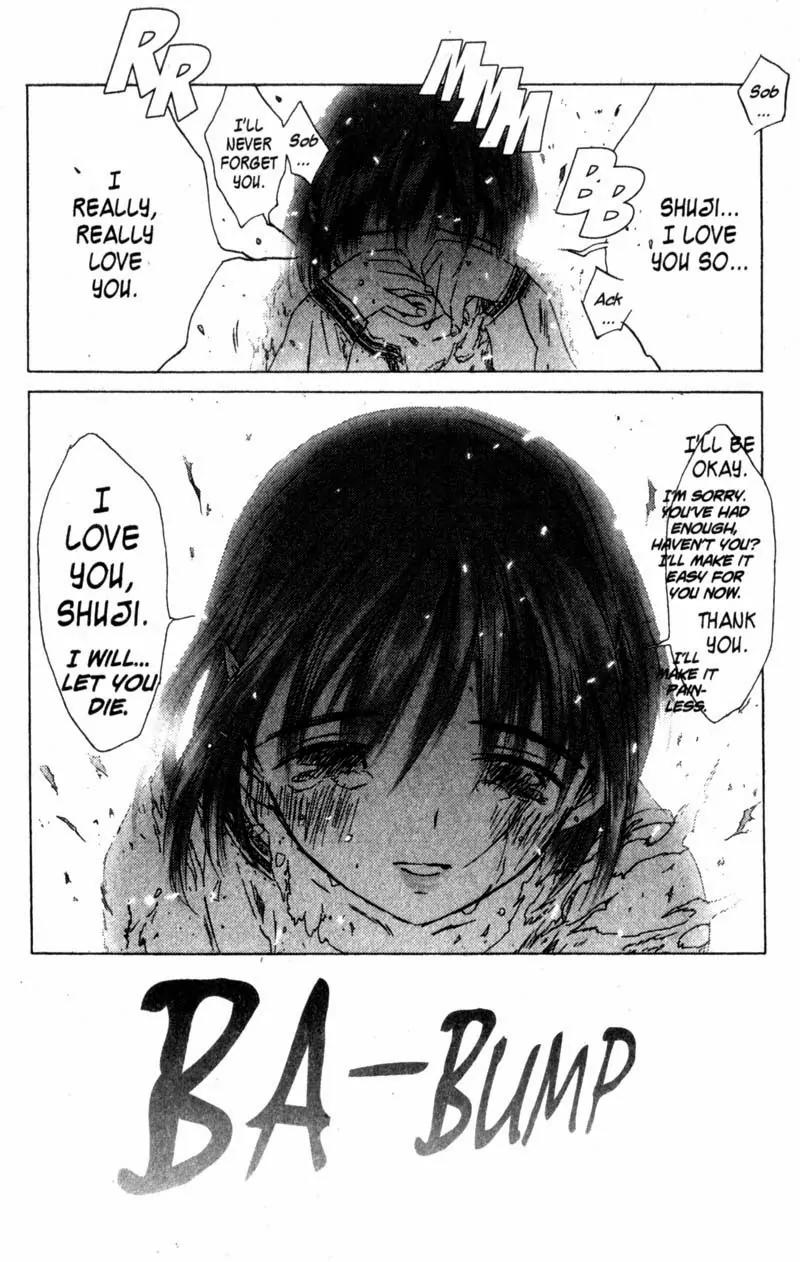 RR
MMMM
BB
Sob
...
SHUJI...
I LOVE
YOU SO...
Ack
...
Sob
...
I'LL
NEVER
FORGET
YOU.
I
REALLY,
REALLY
LOVE
YOU.
I'LL BE
OKAY.
I'M SORRY.
YOU'VE HAD
ENOUGH,
HAVEN'T YOU?
I'LL MAKE IT
EASY FOR
YOU NOW.
THANK
YOU.
I'LL
MAKE IT
PAIN-
LESS.
I
LOVE
YOU,
SHUJI.
I WILL...
LET YOU
DIE.
BA-BUMP